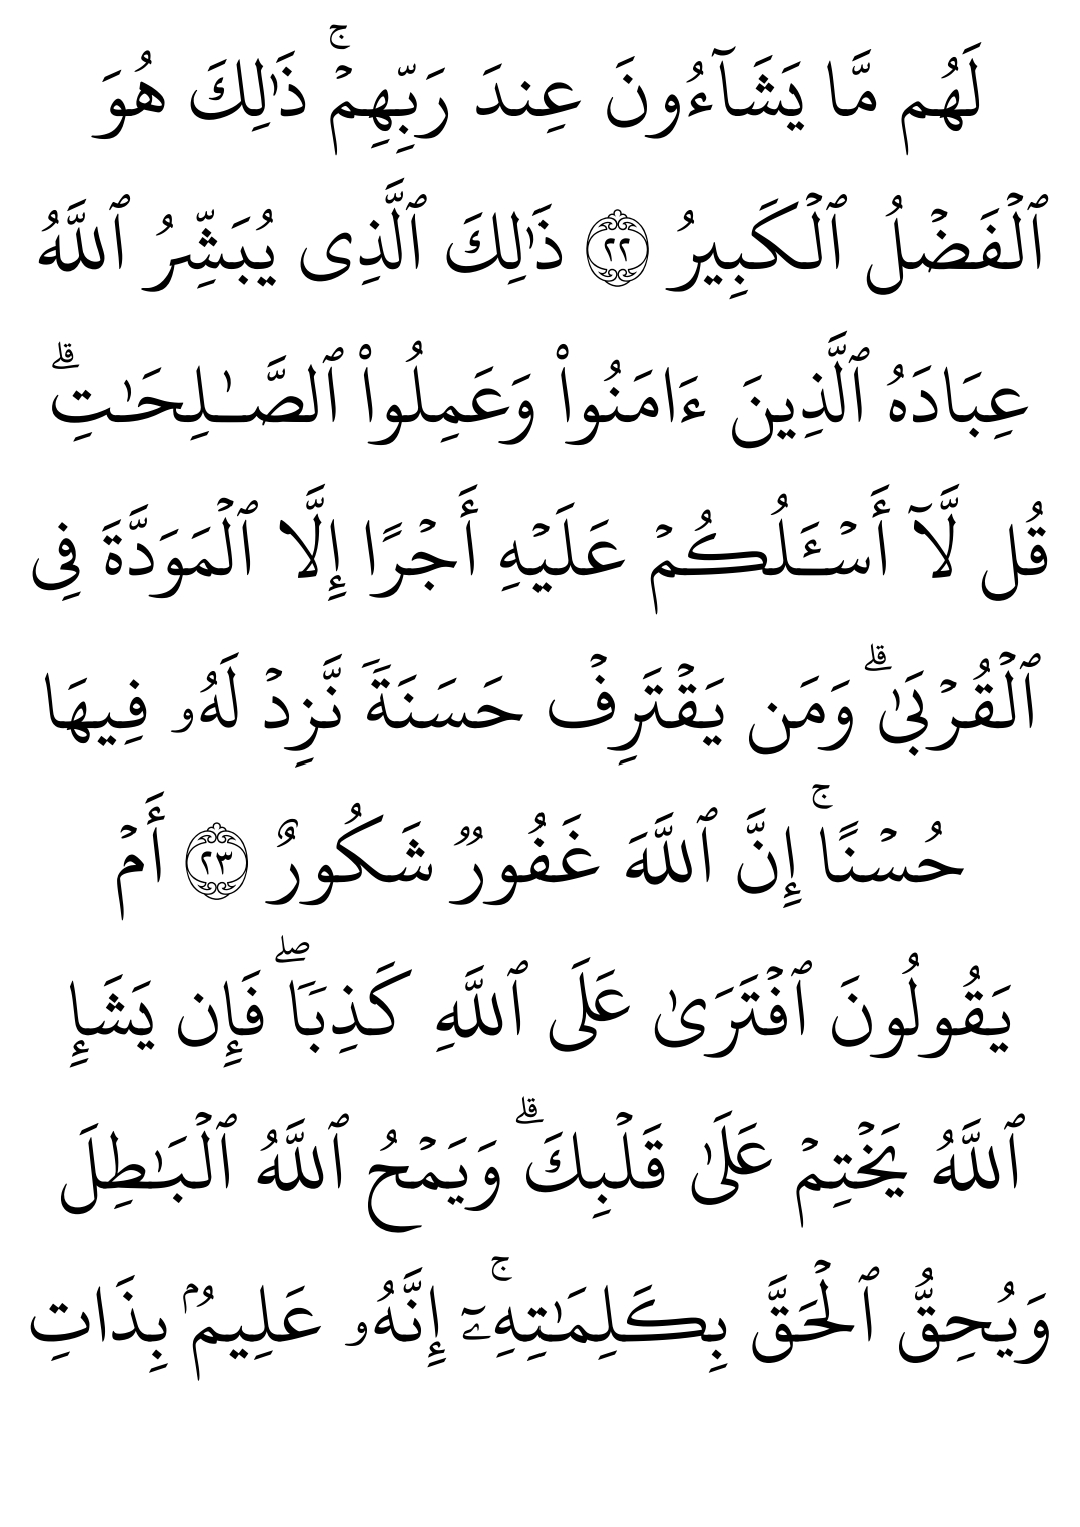 لَهُم مَّا يَشَآءُونَ عِندَ رَبِّهِمۡۚ ذَٰلِكَ هُوَ
ٱلۡفَضۡلُ ٱلۡكَبِيرُ ٢٢ ذَٰلِكَ ٱلَّذِى يُبَشِّرُ ٱللَّهُ
عِبَادَهُ ٱلَّذِينَ ءَامَنُواْ وَعَمِلُواْ ٱلصَّـٰلِحَـٰتِۗ
قُل لَّآ أَسۡـَٔلُكُمۡ عَلَيۡهِ أَجۡرًا إِلَّا ٱلۡمَوَدَّةَ فِى
ٱلۡقُرۡبَىٰۗ وَمَن يَقۡتَرِفۡ حَسَنَةࣰ نَّزِدۡ لَهُۥ فِيهَا
حُسۡنًاۚ إِنَّ ٱللَّهَ غَفُورࣱ شَكُورٌ ٢٣ أَمۡ
يَقُولُونَ ٱفۡتَرَىٰ عَلَى ٱللَّهِ كَذِبࣰاۖ فَإِن يَشَإِ
ٱللَّهُ يَخۡتِمۡ عَلَىٰ قَلۡبِكَۗ وَيَمۡحُ ٱللَّهُ ٱلۡبَـٰطِلَ
وَيُحِقُّ ٱلۡحَقَّ بِكَلِمَـٰتِهِۦٓۚ إِنَّهُۥ عَلِيمُۢ بِذَاتِ